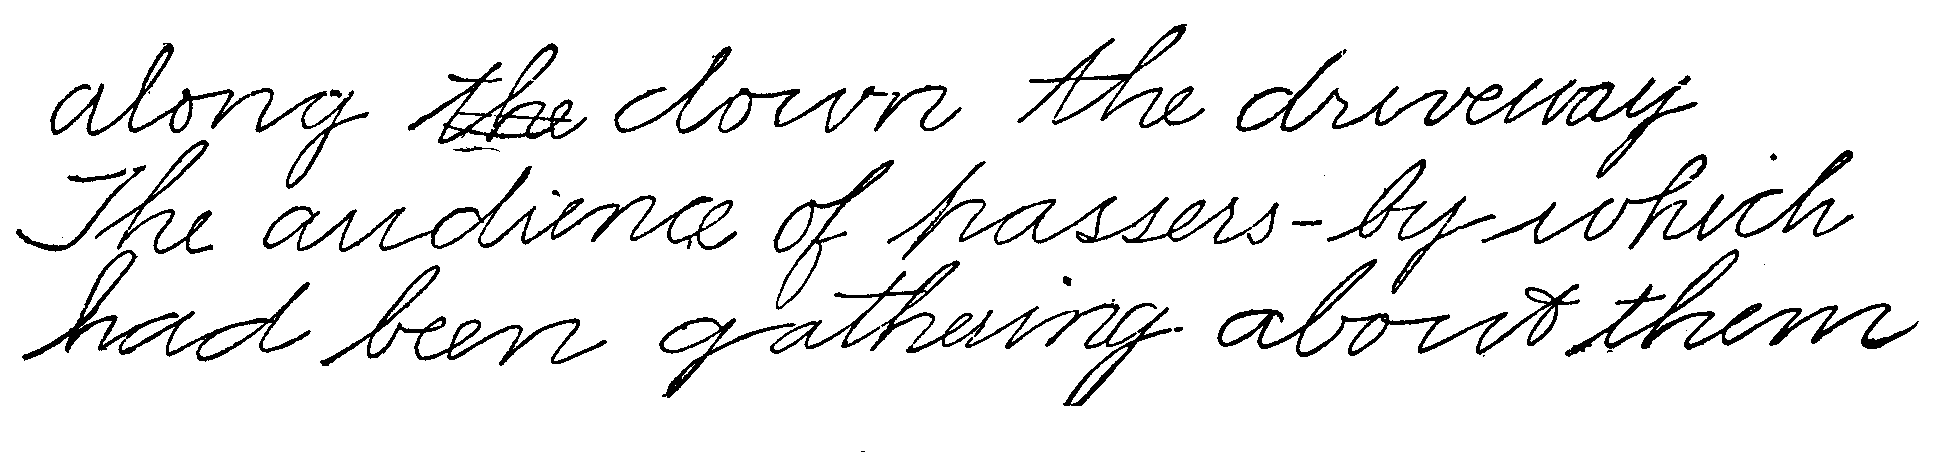 along the down the driveway
The audience of passers-by which
had been gathering about them